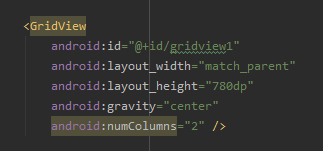 <GridView
android:id="@+id/gridview1"
android:layout_width="match_parent"
android:layout_height="780dp"
android:gravity="center"
android:numColumns="2" />